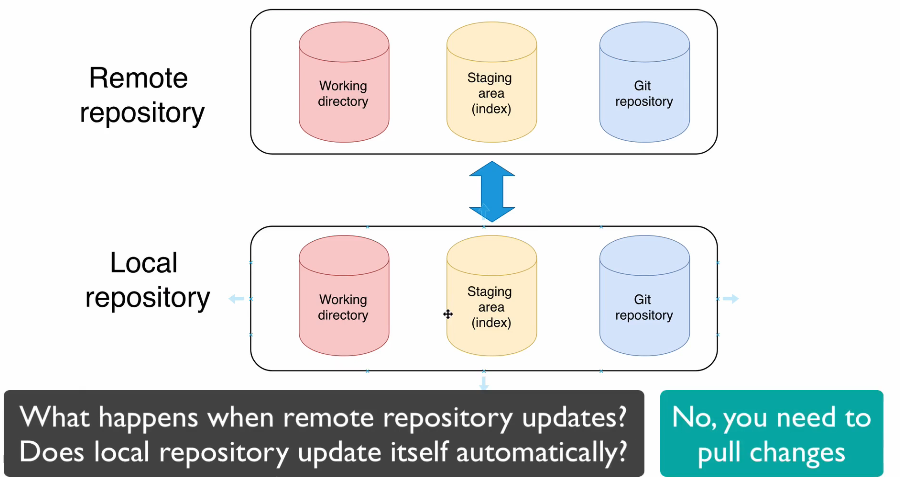 Remote
repository
Working
directory
Staging
area
(index)
Git
repository
Local
repository
Working
directory
Staging
area
(index)
Git
repository
What happens when remote repository updates?
Does local repository update itself automatically?
No, you need to
pull changes